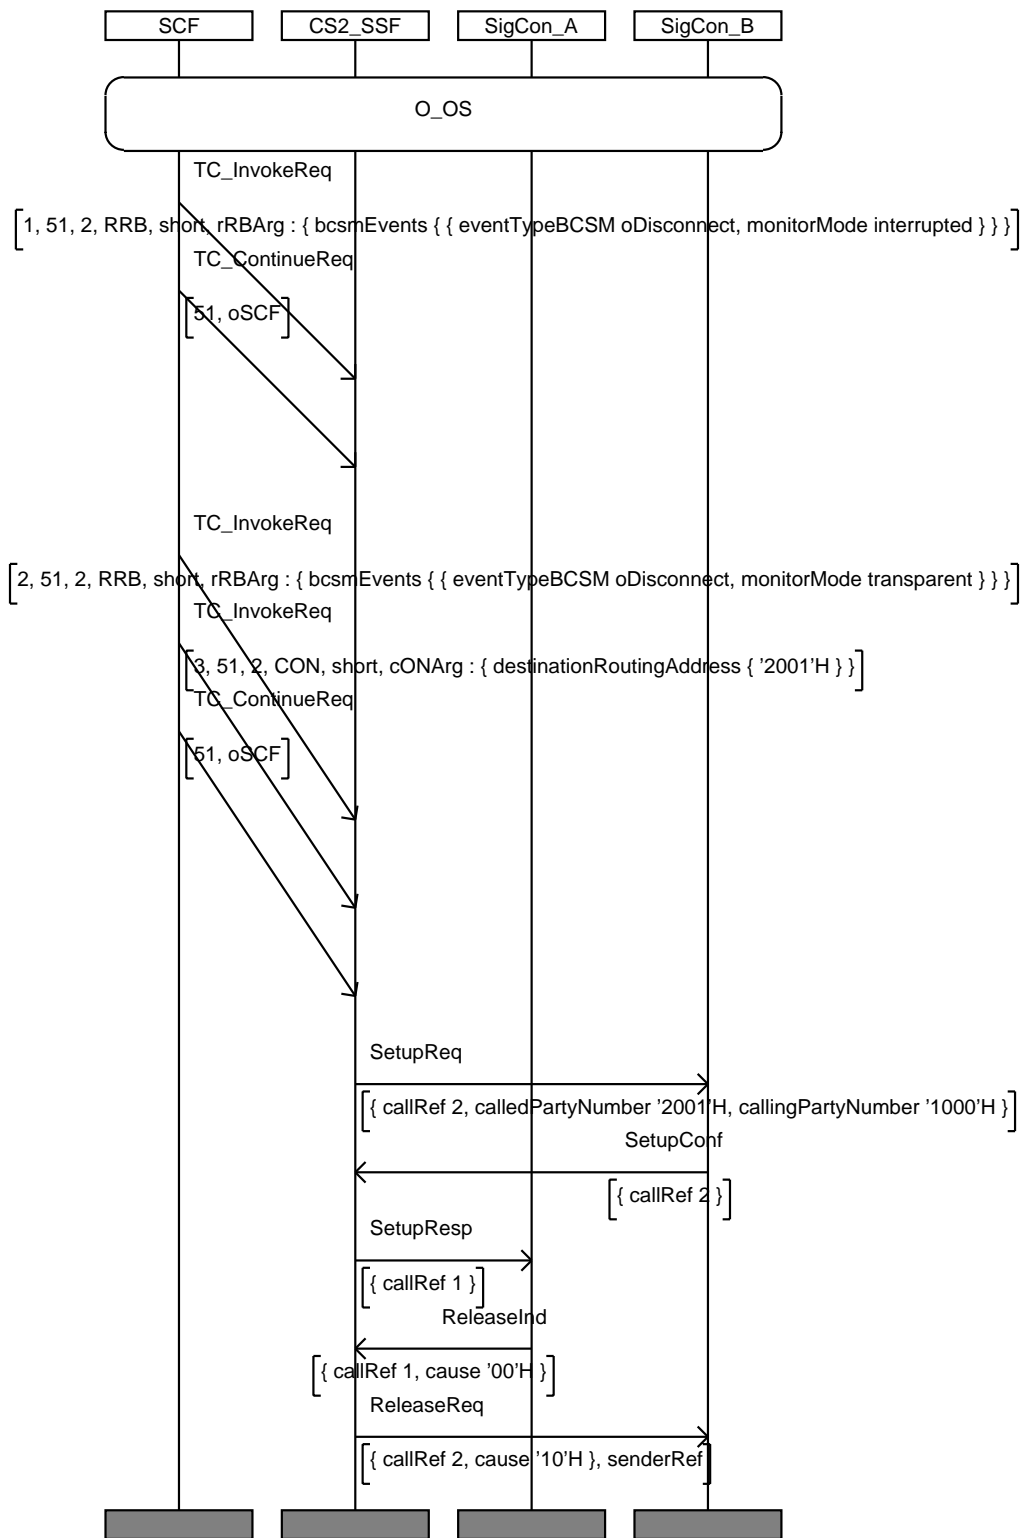 SCF CS2_SSF SigCon_A SigCon_B
O_OS
TC_InvokeReq
1, 51, 2, RRB, short, rRBArg : { bcsmEvents { { eventTypeBCSM oDisconnect, monitorMode interrupted } } }
TC_ContinueReq
51, oSCF
TC_InvokeReq
2, 51, 2, RRB, short, rRBArg : { bcsmEvents { { eventTypeBCSM oDisconnect, monitorMode transparent } } }
TC_InvokeReq
3, 51, 2, CON, short, cONArg : { destinationRoutingAddress { '2001'H } }
TC_ContinueReq
51, oSCF
SetupReq
{ callRef 2, calledPartyNumber '2001'H, callingPartyNumber '1000'H }
SetupConf
{ callRef 2 }
SetupResp
{ callRef 1 }
ReleaseInd
{ callRef 1, cause '00'H }
ReleaseReq
{ callRef 2, cause '10'H }, senderRef